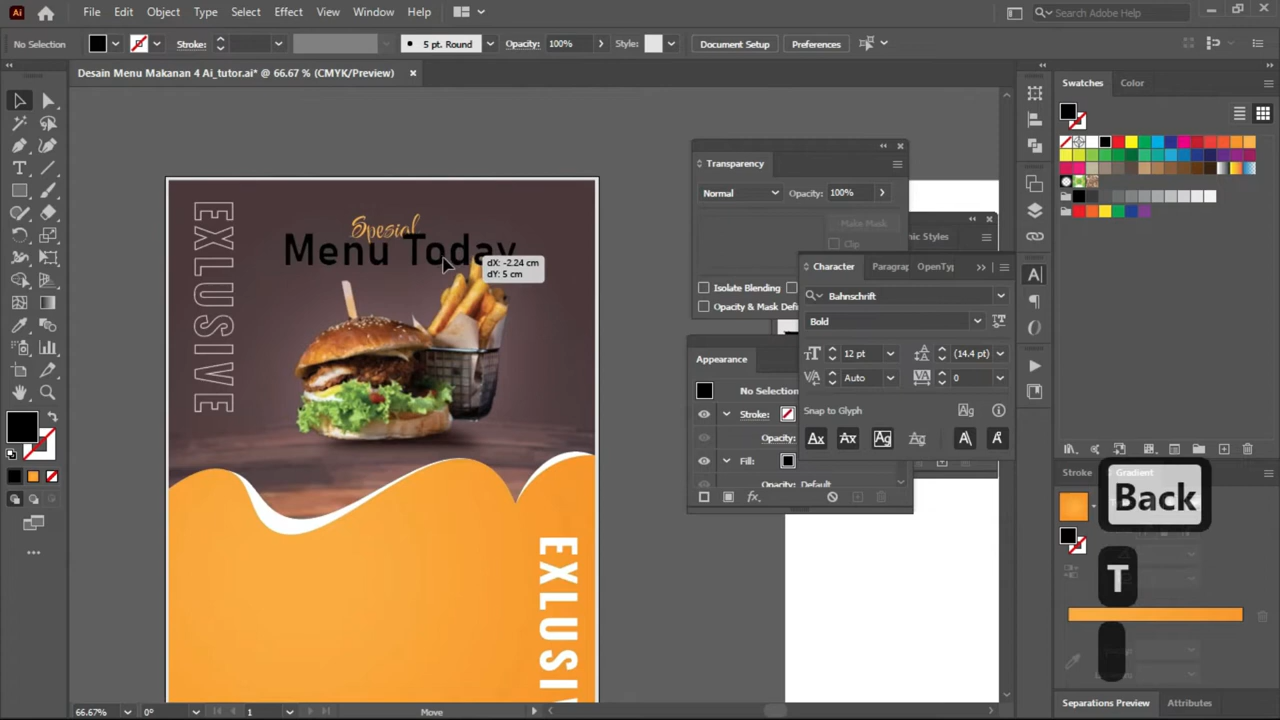 Ai
File
Edit
Object
Type
Select
Effect
View
Window
Help
Search Adobe Help
No Selection
Stroke:
5 pt. Round
Opacity:
100%
Style:
Document Setup
Preferences
Desain Menu Makanan 4 Ai_tutor.ai* @ 66.67 % (CMYK/Preview)
EXLUSIVE
Spesial
Menu Today
dX: -2.24 cm
dY: 5 cm
EXLUSIV
Transparency
Normal
Opacity:
100%
Make Mask
Clip
Isolate Blending
Opacity & Mask Defi
Appearance
No Selection
Stroke:
Opacity:
Fill:
Opacity: Default
fx
Character
Paragrap
OpenTyp
Bahnschrift
Bold
12 pt
(14.4 pt)
Auto
0
Snap to Glyph
Swatches
Color
Stroke
Gradient
Back
T
Separations Preview
Attributes
66.67%
0°
1
Move